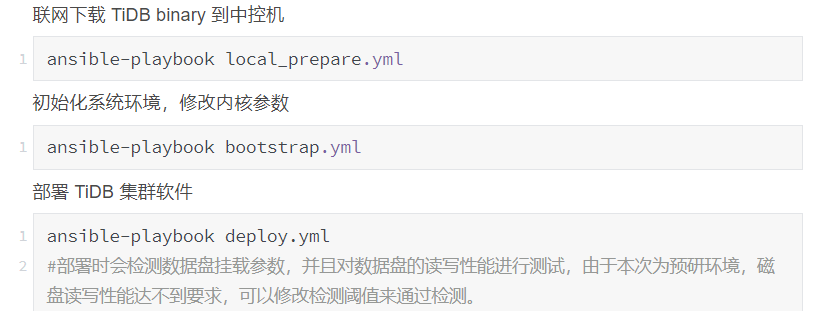 联网下载 TiDB binary 到中控机
1 ansible-playbook local_prepare.yml
初始化系统环境，修改内核参数
1 ansible-playbook bootstrap.yml
部署 TiDB 集群软件
1 ansible-playbook deploy.yml
2 #部署时会检测数据盘挂载参数，并且对数据盘的读写性能进行测试，由于本次为预研环境，磁
盘读写性能达不到要求，可以修改检测阈值来通过检测。